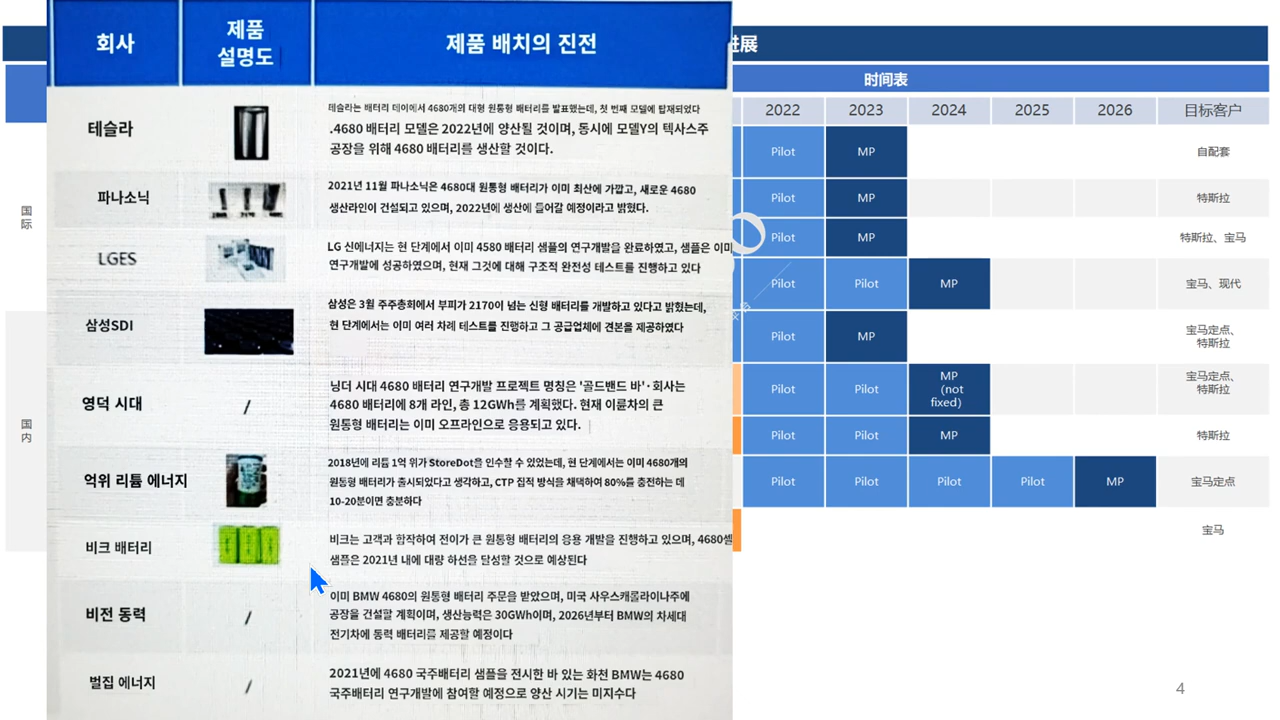 회사
제품
설명도
제품 배치의 진전
테슬라
테슬라는 배터리 데이에서 4680개의 대형 원통형 배터리를 발표했는데, 첫 번째 모델에 탑재되었다
.4680 배터리 모델은 2022년에 양산될 것이며, 동시에 모델Y의 텍사스주
공장을 위해 4680 배터리를 생산할 것이다.
파나소닉
2021년 11월 파나소닉은 4680대 원통형 배터리가 이미 최산에 가깝고, 새로운 4680
생산라인이 건설되고 있으며, 2022년에 생산에 들어갈 예정이라고 밝혔다.
LGES
LG 신에너지는 현 단계에서 이미 4580 배터리 샘플의 연구개발을 완료하였고, 샘플은 이미
연구개발에 성공하였으며, 현재 그것에 대해 구조적 완전성 테스트를 진행하고 있다
삼성SDI
삼성은 3월 주주총회에서 부피가 2170이 넘는 신형 배터리를 개발하고 있다고 밝혔는데,
현 단계에서는 이미 여러 차례 테스트를 진행하고 그 공급업체에 견본을 제공하였다
영덕 시대
/
닝더 시대 4680 배터리 연구개발 프로젝트 명칭은 '골드밴드 바'·회사는
4680 배터리에 8개 라인, 총 12GWh를 계획했다. 현재 이륜차의 큰
원통형 배터리는 이미 오프라인으로 응용되고 있다.
억위 리튬 에너지
2018년에 리튬 1억 위가 StoreDot을 인수할 수 있었는데, 현 단계에서는 이미 4680개의
원통형 배터리가 출시되었다고 생각하고, CTP 집적 방식을 채택하여 80%를 충전하는 데
10-20분이면 충분하다
비크 배터리
비크는 고객과 합작하여 전이가 큰 원통형 배터리의 응용 개발을 진행하고 있으며, 4680셀
샘플은 2021년 내에 대량 하선을 달성할 것으로 예상된다
비전 동력
/
이미 BMW 4680의 원통형 배터리 주문을 받았으며, 미국 사우스캐롤라이나주에
공장을 건설할 계획이며, 생산능력은 30GWh이며, 2026년부터 BMW의 차세대
전기차에 동력 배터리를 제공할 예정이다
벌집 에너지
/
2021년에 4680 국주배터리 샘플을 전시한 바 있는 화천 BMW는 4680
국주배터리 연구개발에 참여할 예정으로 양산 시기는 미지수다
进展
时间表
2022 2023 2024 2025 2026 目标客户
国际
国内
Pilot MP 自配套
Pilot MP 特斯拉
Pilot MP 特斯拉、宝马
Pilot Pilot MP 宝马、现代
Pilot MP 宝马定点、
特斯拉
Pilot Pilot MP
(not
fixed) 宝马定点、
特斯拉
Pilot Pilot MP 特斯拉
Pilot Pilot Pilot Pilot MP 宝马定点
宝马
4